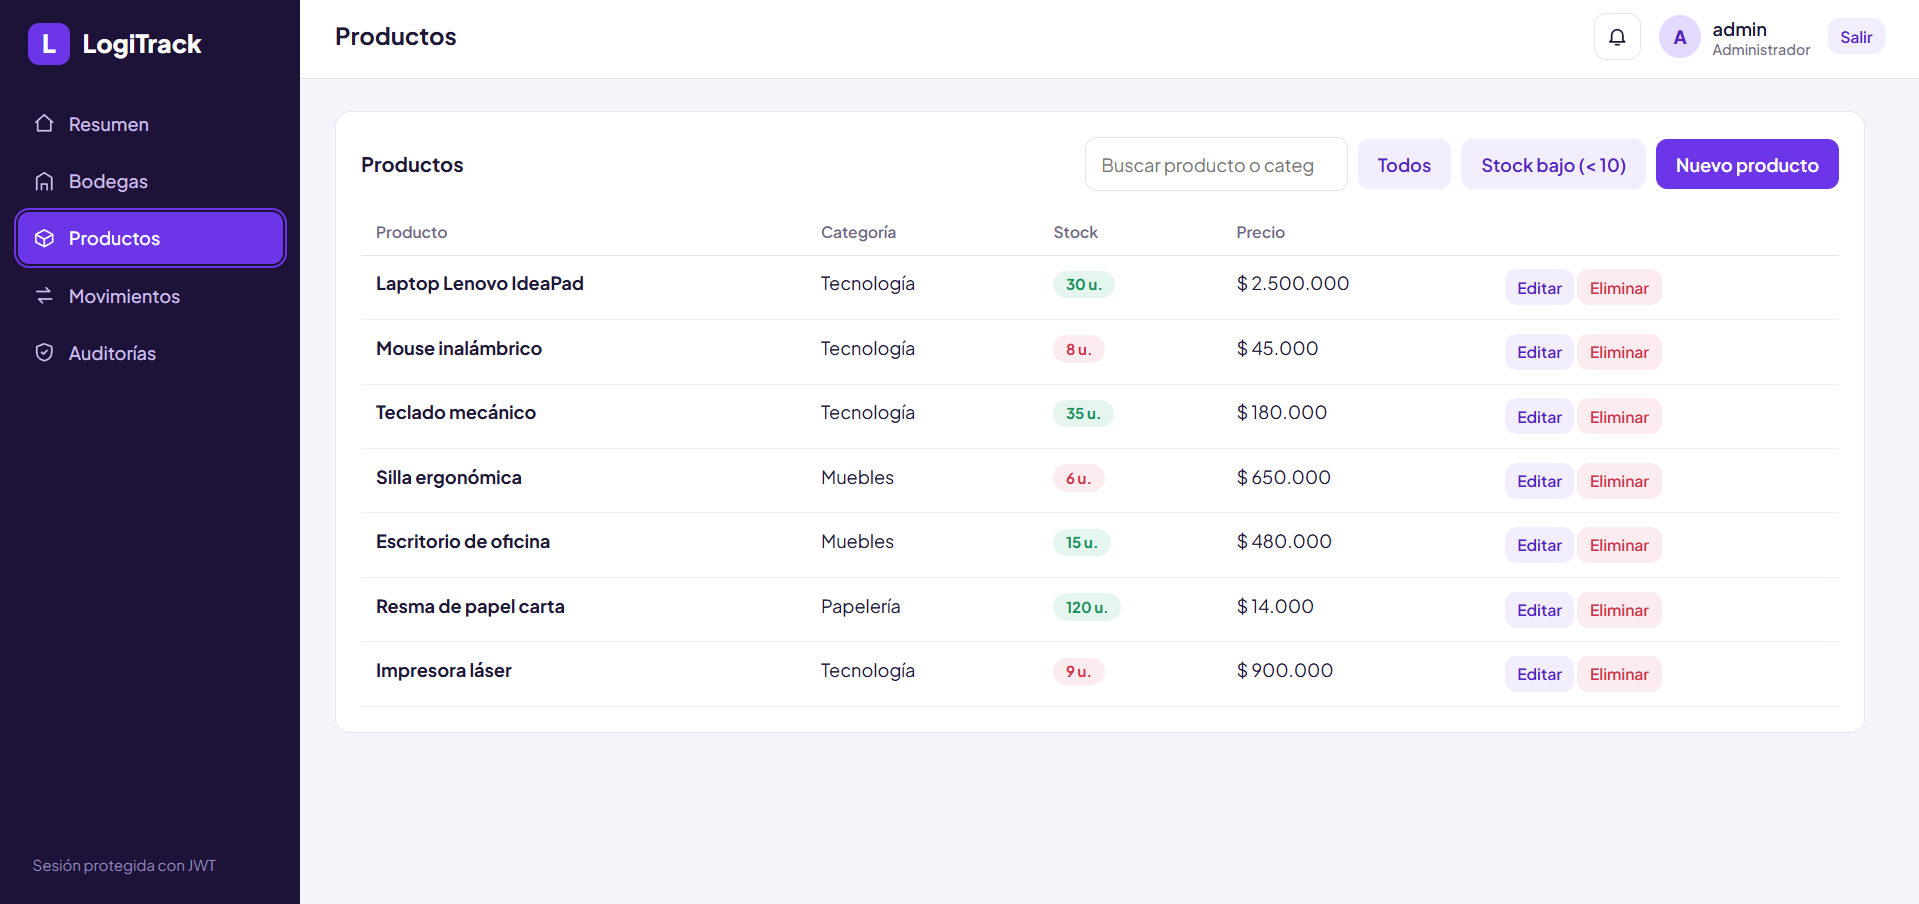 L LogiTrack
Resumen
Bodegas
Productos
Movimientos
Auditorías
Sesión protegida con JWT
Productos
A
admin
Administrador
Salir
Productos
Buscar producto o categ
Todos
Stock bajo (< 10)
Nuevo producto
Producto Categoría Stock Precio
Laptop Lenovo IdeaPad Tecnología 30 u. $ 2.500.000 Editar Eliminar
Mouse inalámbrico Tecnología 8 u. $ 45.000 Editar Eliminar
Teclado mecánico Tecnología 35 u. $ 180.000 Editar Eliminar
Silla ergonómica Muebles 6 u. $ 650.000 Editar Eliminar
Escritorio de oficina Muebles 15 u. $ 480.000 Editar Eliminar
Resma de papel carta Papelería 120 u. $ 14.000 Editar Eliminar
Impresora láser Tecnología 9 u. $ 900.000 Editar Eliminar